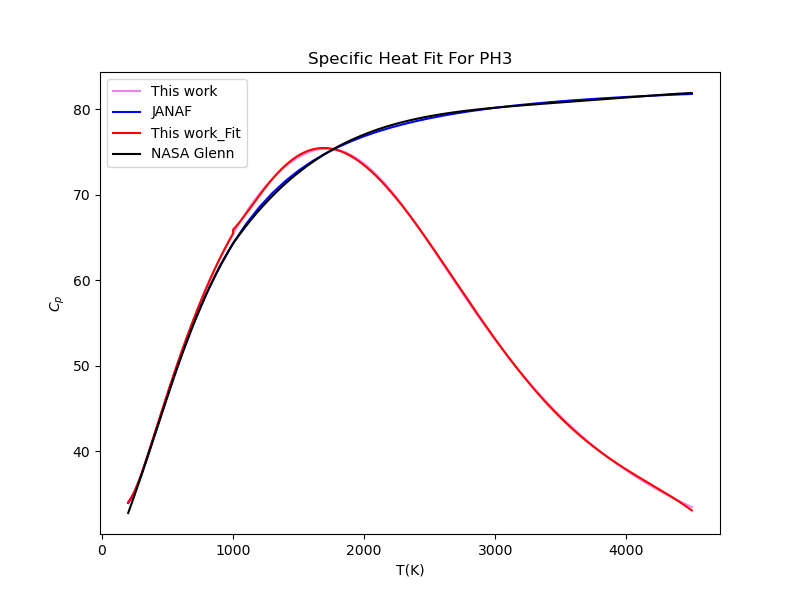 Specific Heat Fit For PH3
This work
JANAF
This work_Fit
NASA Glenn
80
70
60
50
40
C_p
0 1000 2000 3000 4000
T(K)